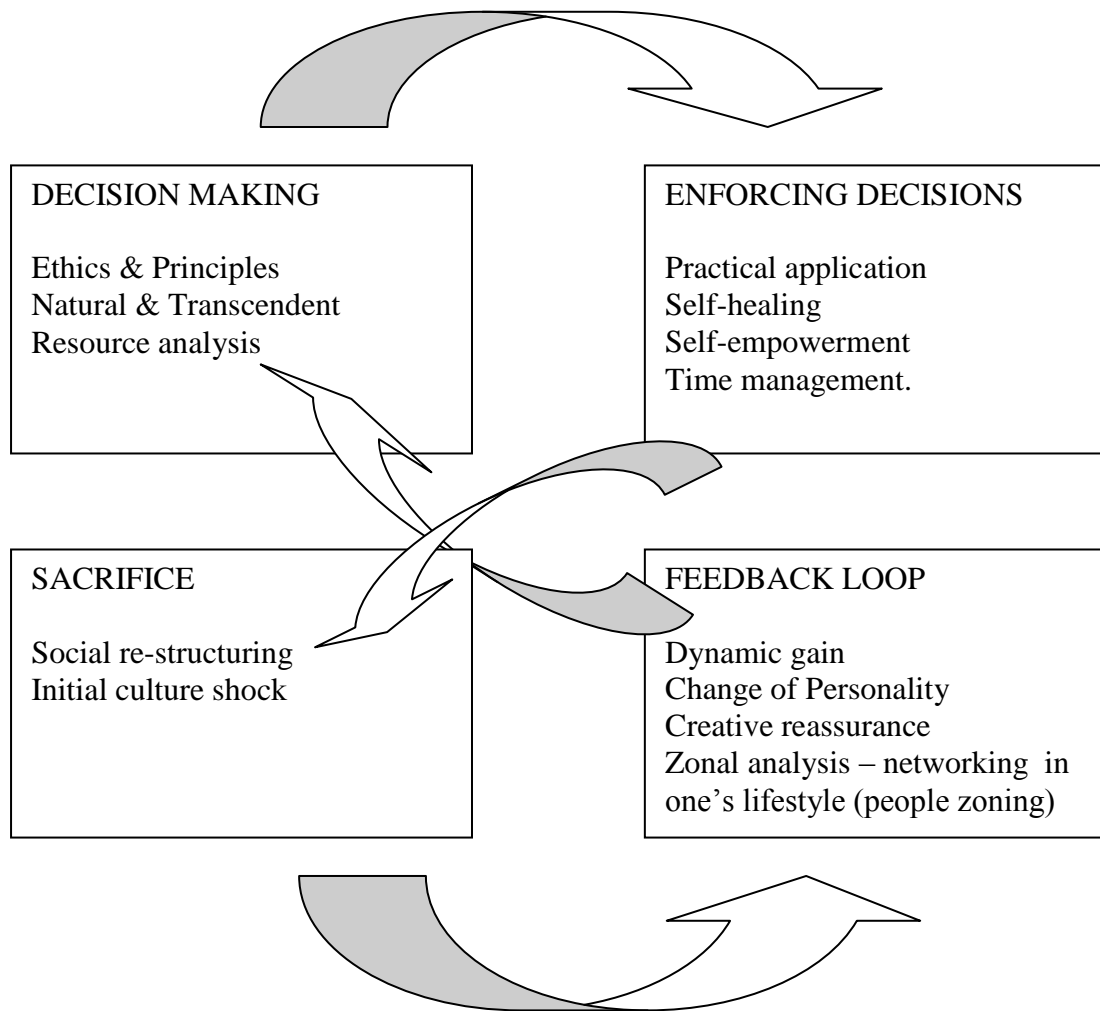 DECISION MAKING
Ethics & Principles
Natural & Transcendent
Resource analysis
ENFORCING DECISIONS
Practical application
Self-healing
Self-empowerment
Time management.
SACRIFICE
Social re-structuring
Initial culture shock
FEEDBACK LOOP
Dynamic gain
Change of Personality
Creative reassurance
Zonal analysis – networking in
one’s lifestyle (people zoning)